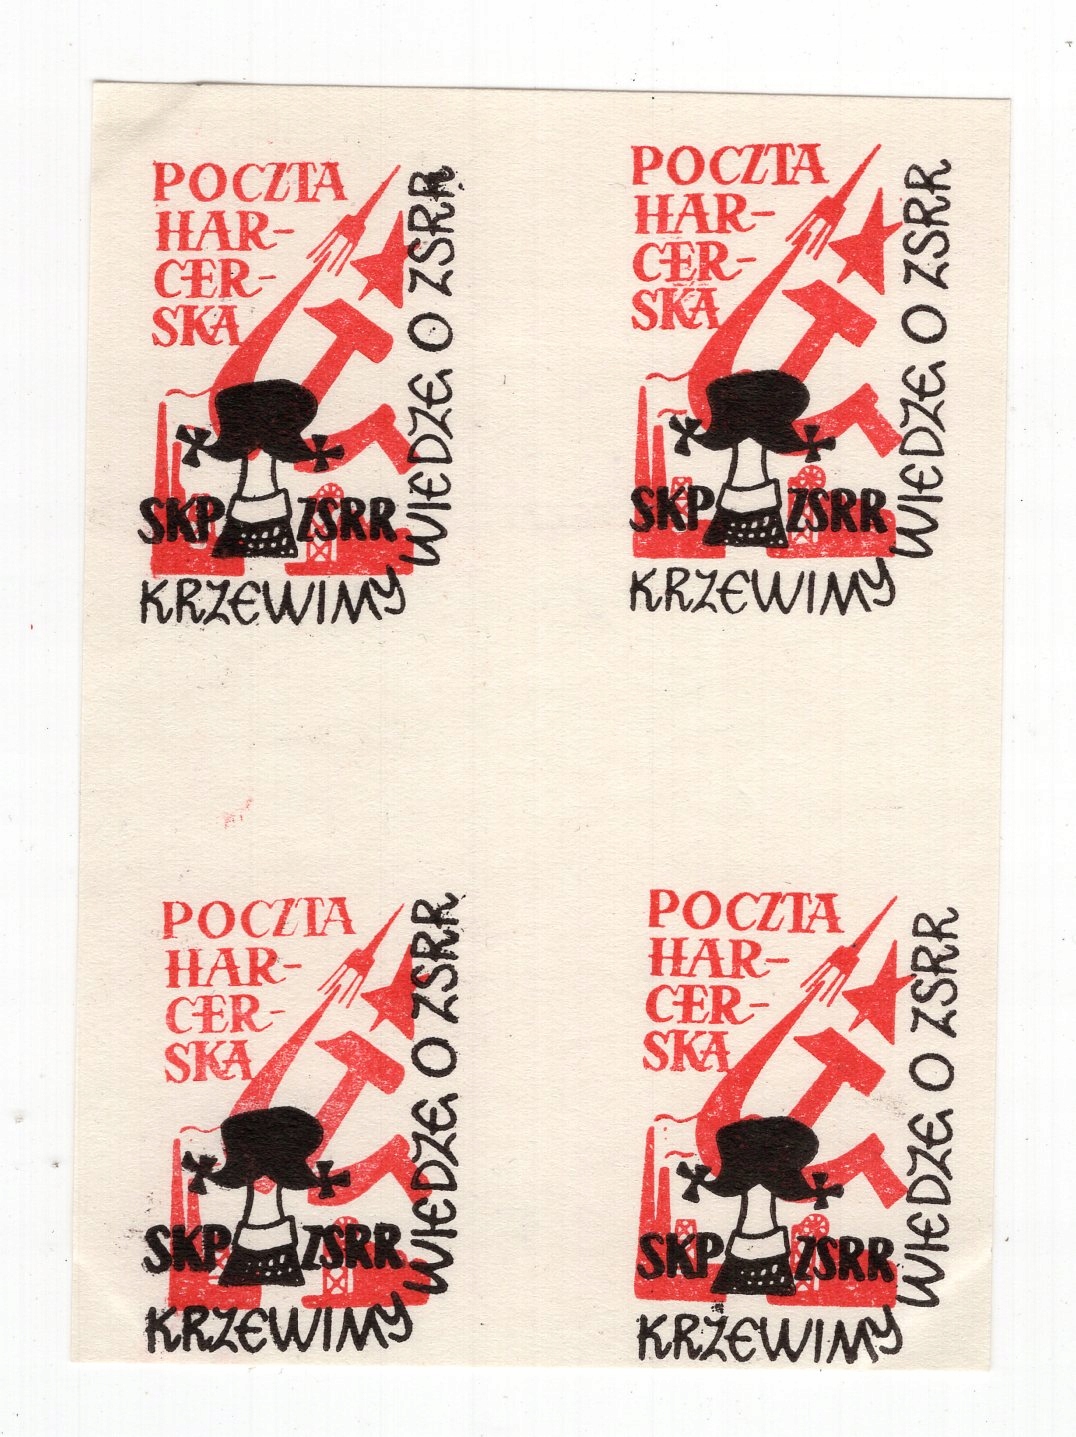 POCZTA
HAR-
CER-
SKA
SKP ZSRR
KRZEWIMY
WIEDZĘ O ZSRR
POCZTA
HAR-
CER-
SKA
SKP ZSRR
KRZEWIMY
WIEDZĘ O ZSRR
POCZTA
HAR-
CER-
SKA
SKP ZSRR
KRZEWIMY
WIEDZĘ O ZSRR
POCZTA
HAR-
CER-
SKA
SKP ZSRR
KRZEWIMY
WIEDZĘ O ZSRR